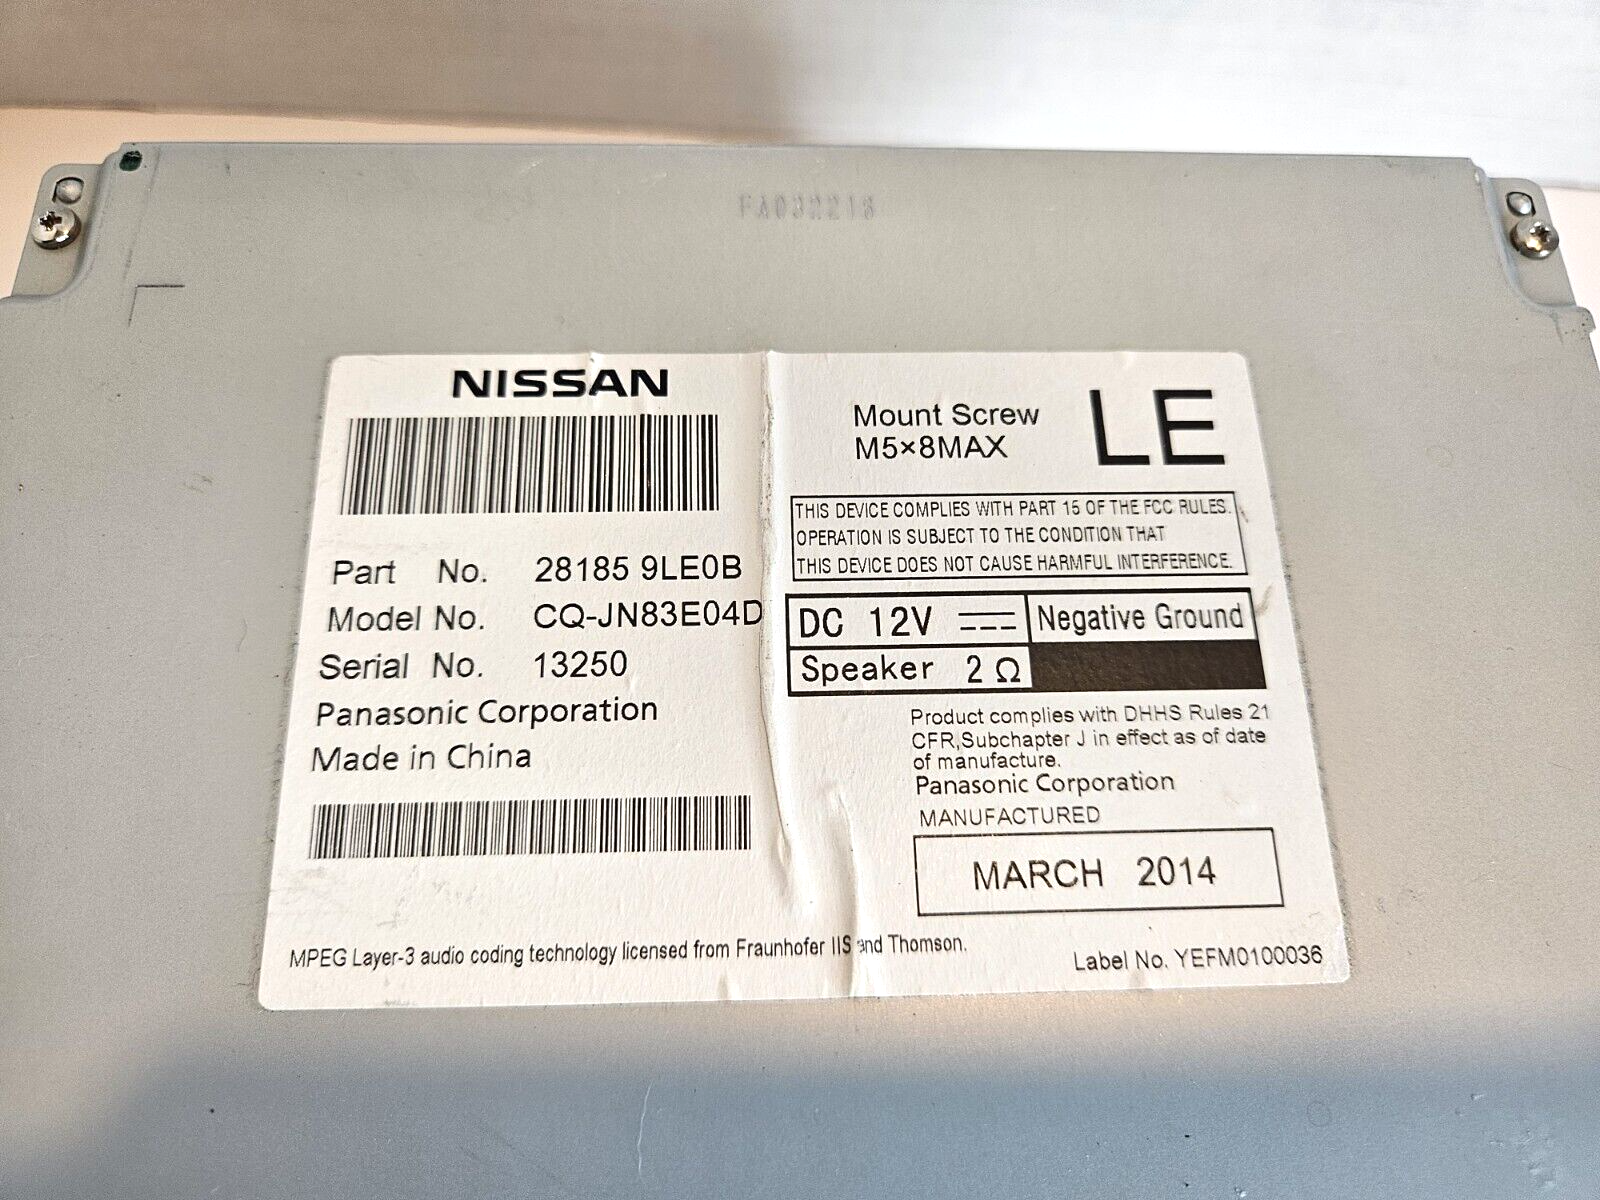 FA032216
NISSAN
Part No. 28185 9LE0B
Model No. CQ-JN83E04D
Serial No. 13250
Panasonic Corporation
Made in China
Mount Screw
M5×8MAX
LE
THIS DEVICE COMPLIES WITH PART 15 OF THE FCC RULES.
OPERATION IS SUBJECT TO THE CONDITION THAT
THIS DEVICE DOES NOT CAUSE HARMFUL INTERFERENCE.
DC 12V ⎓ Negative Ground
Speaker 2 Ω
Product complies with DHHS Rules 21
CFR,Subchapter J in effect as of date
of manufacture.
Panasonic Corporation
MANUFACTURED
MARCH 2014
MPEG Layer-3 audio coding technology licensed from Fraunhofer IIS and Thomson.
Label No. YEFM0100036